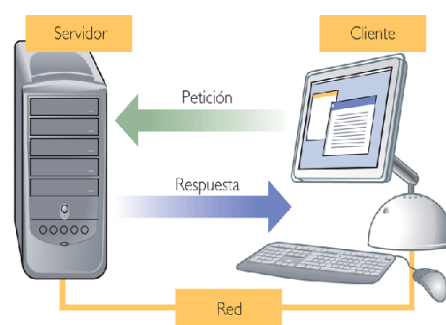 Servidor
Cliente
Petición
Respuesta
Red